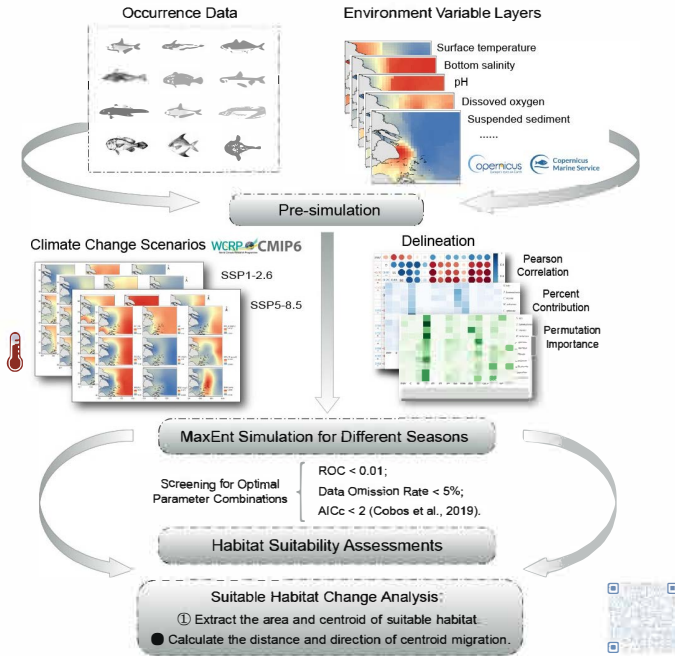 Occurrence Data
Environment Variable Layers
Surface temperature
Bottom salinity
pH
Dissoved oxygen
Suspended sediment
......
opernicus
Copernicus
Marine Service
Pre-simulation
Climate Change Scenarios
WCRP CMIP6
SSP1-2.6
SSP5-8.5
Delineation
Pearson
Correlation
Percent
Contribution
Permutation
Importance
MaxEnt Simulation for Different Seasons
Screening for Optimal
Parameter Combinations
ROC < 0.01;
Data Omission Rate < 5%;
AICc < 2 (Cobos et al., 2019).
Habitat Suitability Assessments
Suitable Habitat Change Analysis:
① Extract the area and centroid of suitable habitat.
● Calculate the distance and direction of centroid migration.